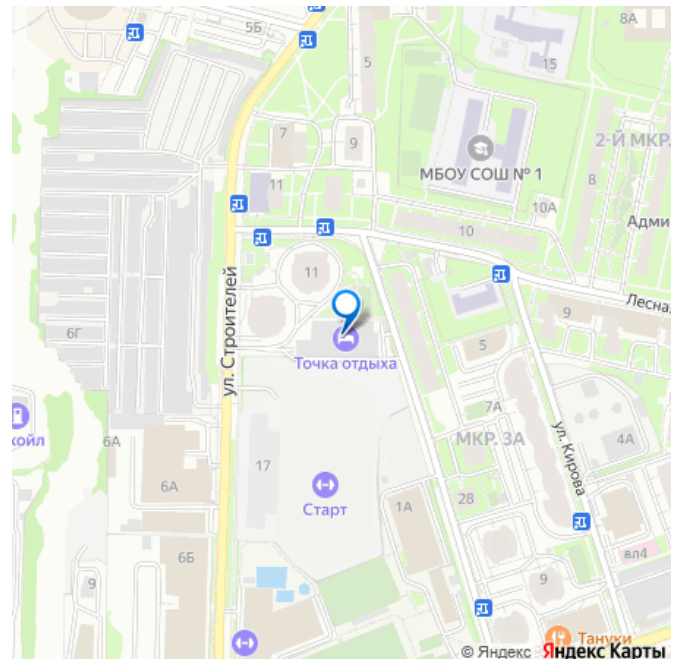 8А
5Б
5
15
7
9
2-Й МКР.
МБОУ СОШ № 1
8
11
10А
Адми
10
ул. Строителей
11
Лесна
9
6Г
5
Точка отдыха
7А
ул. Кирова
МКР. 3А
4А
койл
6А
17
6А
Старт
28
1А
6Б
вл4
9
9
Тануки
© Яндекс Яндекс Карты